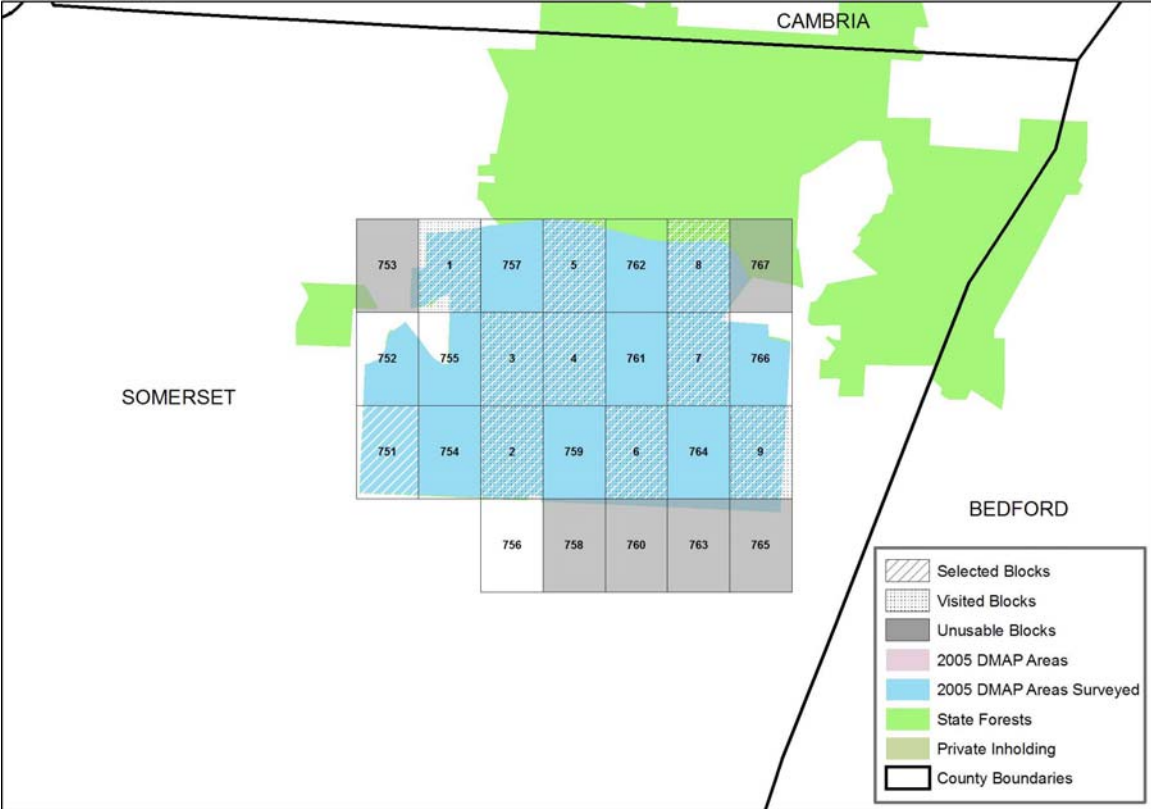 CAMBRIA
753 1 757 5 762 8 767
752 755 3 4 761 7 766
SOMERSET
751 754 2 759 6 764 9
BEDFORD
756 758 760 763 765
Selected Blocks
Visited Blocks
Unusable Blocks
2005 DMAP Areas
2005 DMAP Areas Surveyed
State Forests
Private Inholding
County Boundaries